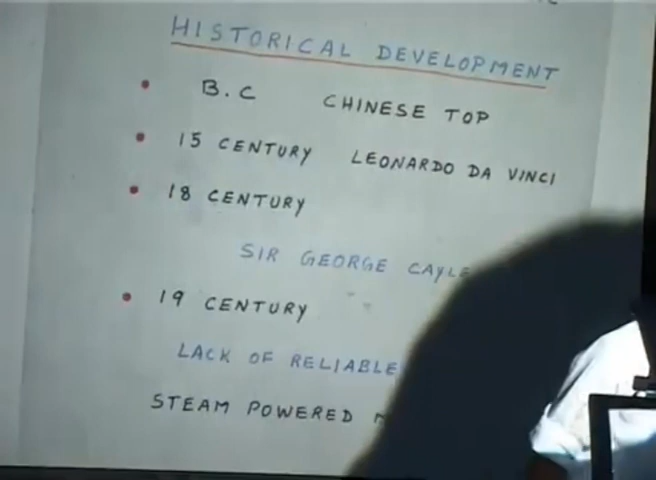 HISTORICAL DEVELOPMENT
B.C CHINESE TOP
15 CENTURY LEONARDO DA VINCI
18 CENTURY
SIR GEORGE CAYLE
19 CENTURY
LACK OF RELIABLE
STEAM POWERED